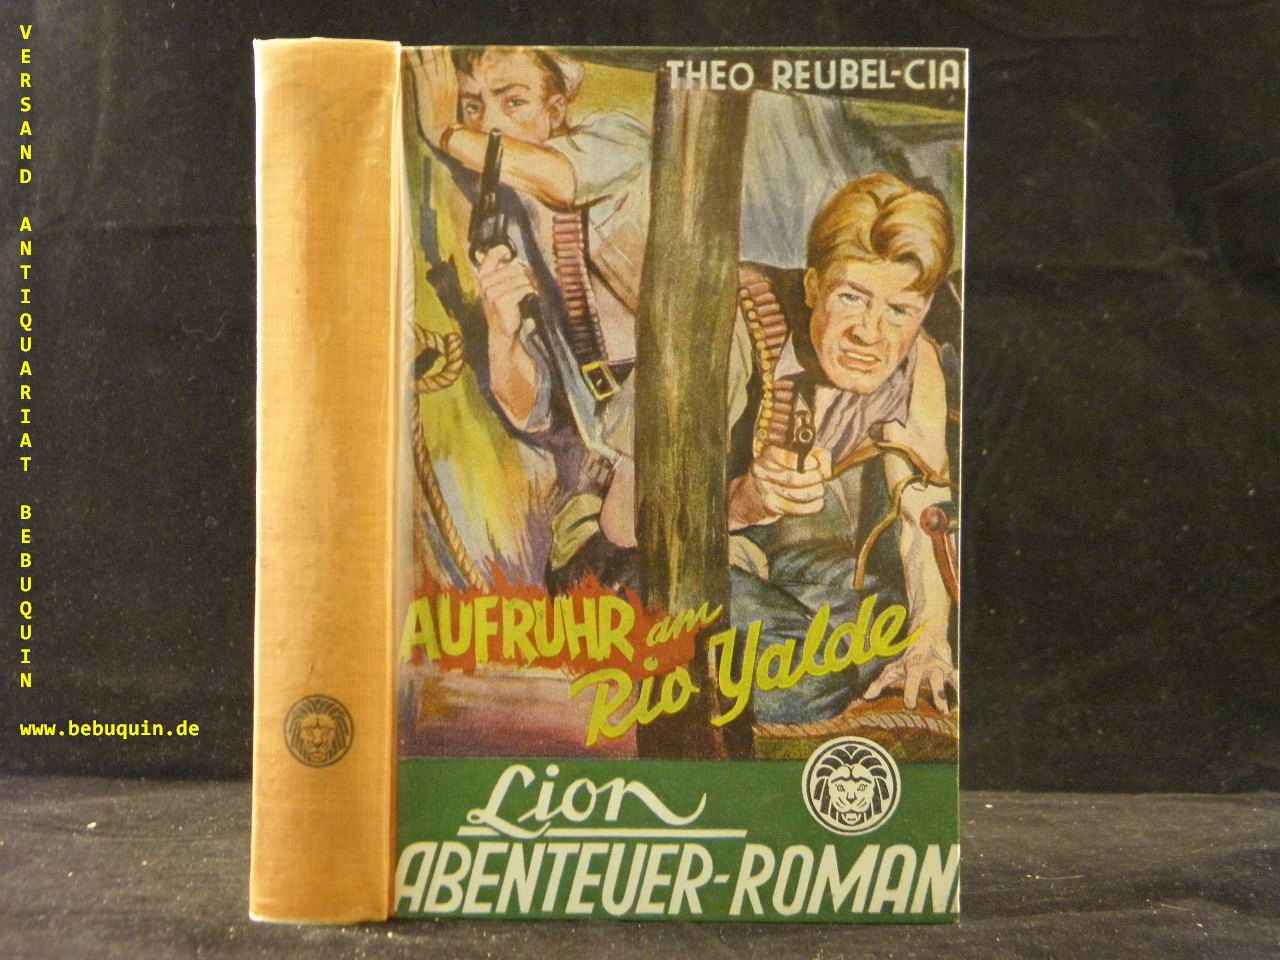 VERSAND ANTIQUARIAT BEBUQUIN
www.bebuquin.de
THEO REUBEL-CIA
AUFRUHR am
Rio Yalde
Lion
ABENTEUER-ROMAN